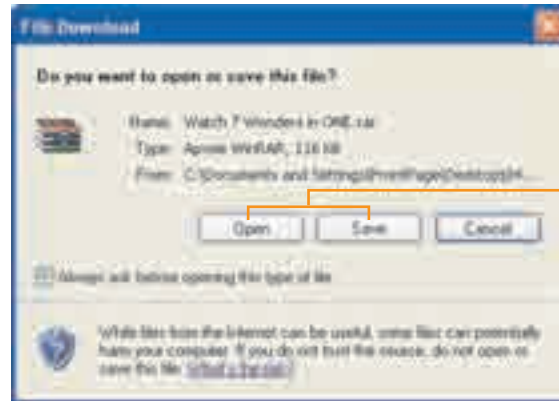 File Download
Do you want to open or save this file?
Name: Watch 7 Wonders in ONE.rar
Type: WinRAR, 116 KB
From: C:\Documents and
Open Save Cancel
Always ask before opening this type of file
While files from the Internet can be useful, some files can potentially
harm your computer. If you do not trust the source, do not open or
save this file. What's the risk?